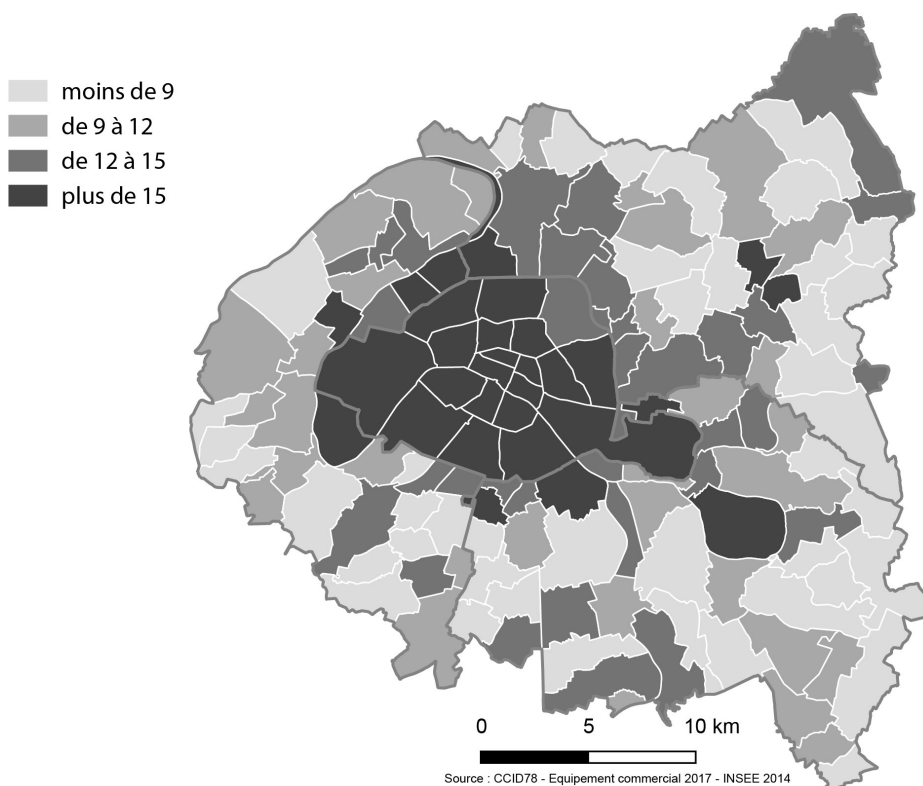 moins de 9
de 9 à 12
de 12 à 15
plus de 15
0 5 10 km
Source : CCID78 - Equipement commercial 2017 - INSEE 2014